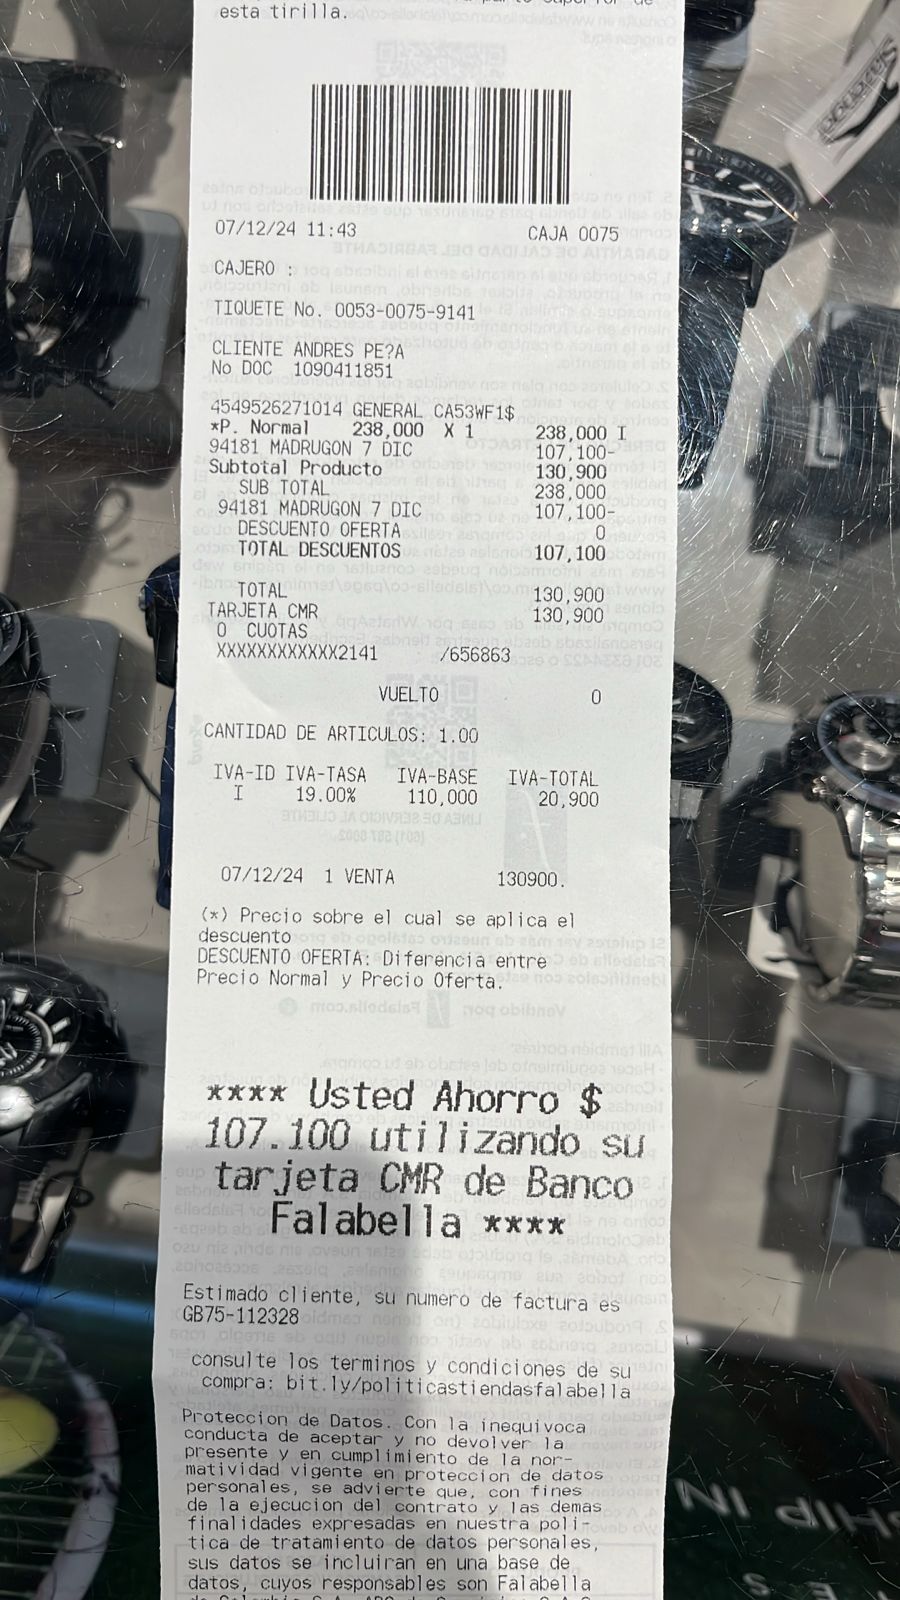 esta tirilla.
07/12/24 11:43 CAJA 0075
CAJERO :
TIQUETE No. 0053-0075-9141
CLIENTE ANDRES PE?A
No DOC 1090411851
4549526271014 GENERAL CA53WF1$
*P. Normal 238,000 X 1 238,000 I
94181 MADRUGON 7 DIC 107,100-
Subtotal Producto 130,900
SUB TOTAL 238,000
94181 MADRUGON 7 DIC 107,100-
DESCUENTO OFERTA 0
TOTAL DESCUENTOS 107,100
TOTAL 130,900
TARJETA CMR 130,900
0 CUOTAS
XXXXXXXXXXXX2141 /656863
VUELTO 0
CANTIDAD DE ARTICULOS: 1.00
IVA-ID IVA-TASA IVA-BASE IVA-TOTAL
I 19.00% 110,000 20,900
07/12/24 1 VENTA 130900.
(*) Precio sobre el cual se aplica el
descuento
DESCUENTO OFERTA: Diferencia entre
Precio Normal y Precio Oferta.
**** Usted Ahorro $
107.100 utilizando su
tarjeta CMR de Banco
Falabella ****
Estimado cliente, su numero de factura es
GB75-112328
consulte los terminos y condiciones de su
compra: bit.ly/politicastiendasfalabella
Proteccion de Datos. Con la inequivoca
conducta de aceptar y no devolver la
presente y en cumplimiento de la nor-
matividad vigente en proteccion de datos
personales, se advierte que, con fines
de la ejecucion del contrato y las demas
finalidades expresadas en nuestra poli-
tica de tratamiento de datos personales,
sus datos se incluiran en una base de
datos, cuyos responsables son Falabella